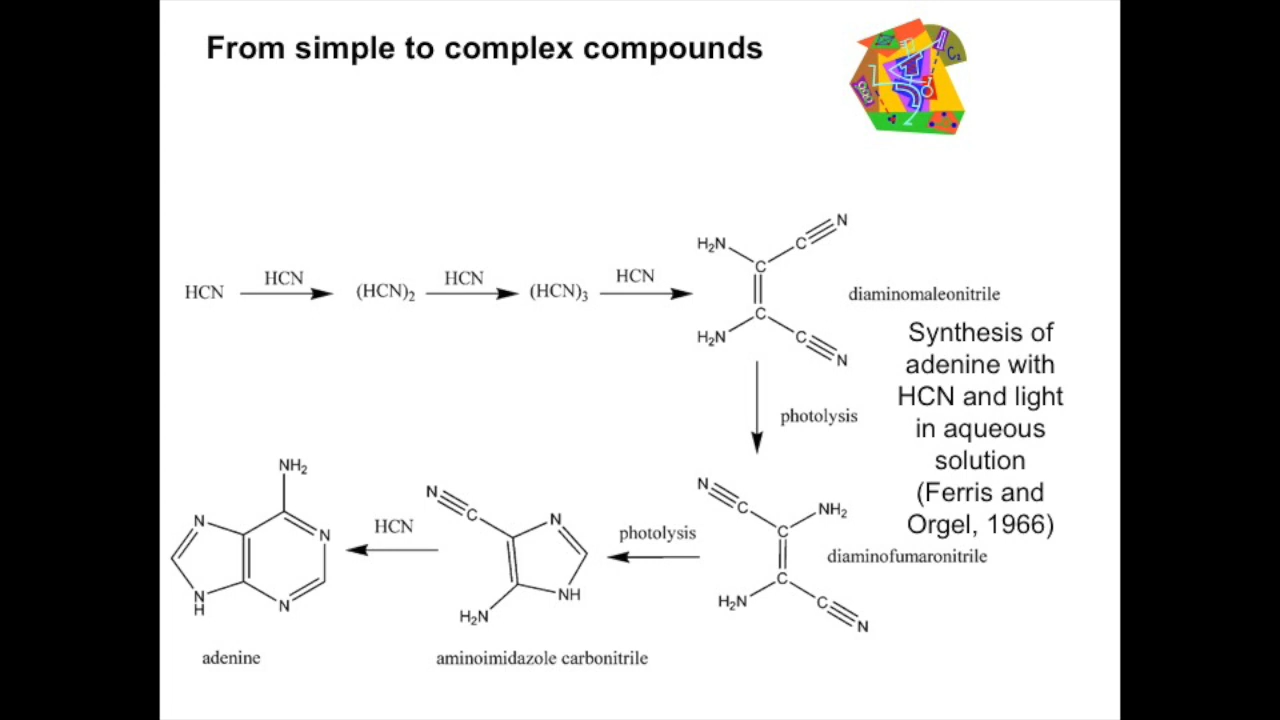 From simple to complex compounds
C₂
HCN HCN (HCN)₂ HCN (HCN)₃ HCN
H₂N C N
C
C
H₂N C N
diaminomaleonitrile
Synthesis of
adenine with
HCN and light
in aqueous
solution
(Ferris and
Orgel, 1966)
photolysis
N C NH₂
C
C
H₂N C N
diaminofumaronitrile
photolysis
N C N
NH
H₂N
aminoimidazole carbonitrile
HCN
NH₂
N N
N H N
adenine